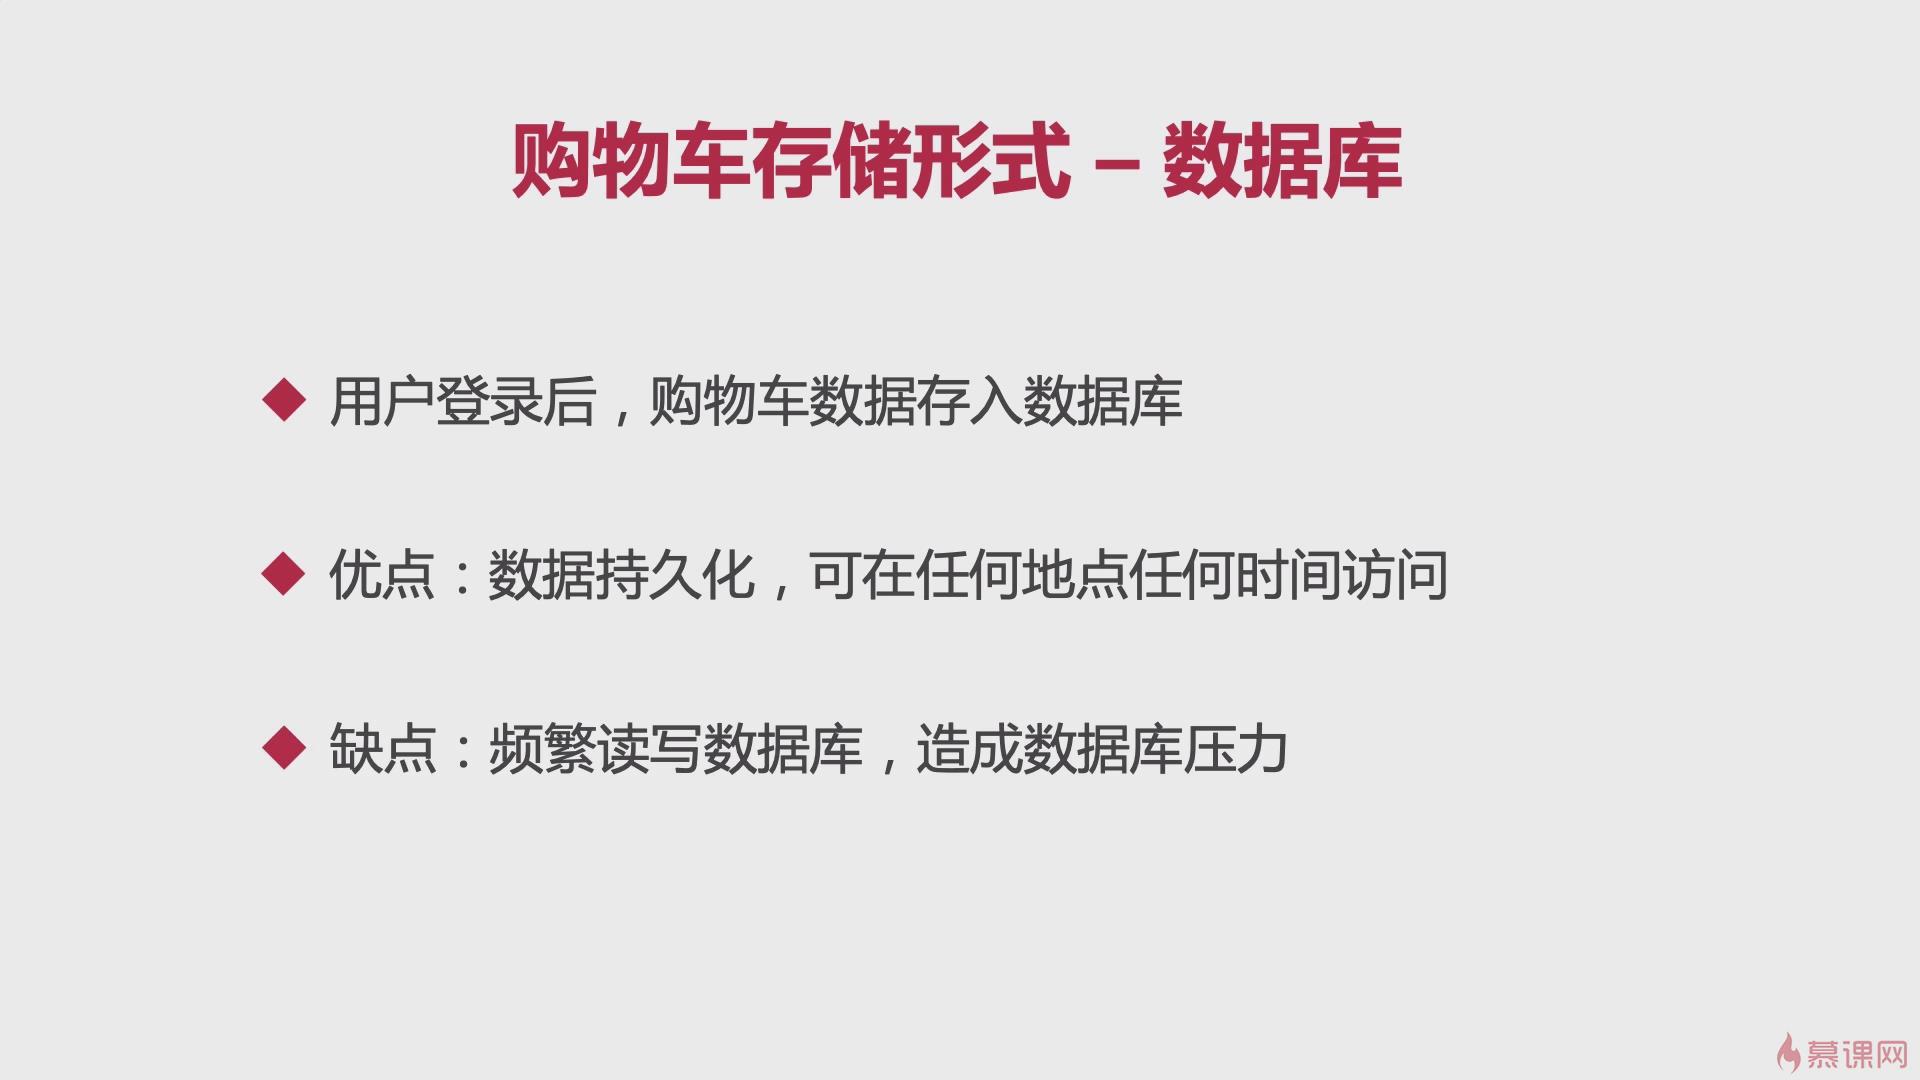 购物车存储形式 – 数据库
用户登录后，购物车数据存入数据库
优点：数据持久化，可在任何地点任何时间访问
缺点：频繁读写数据库，造成数据库压力
慕课网